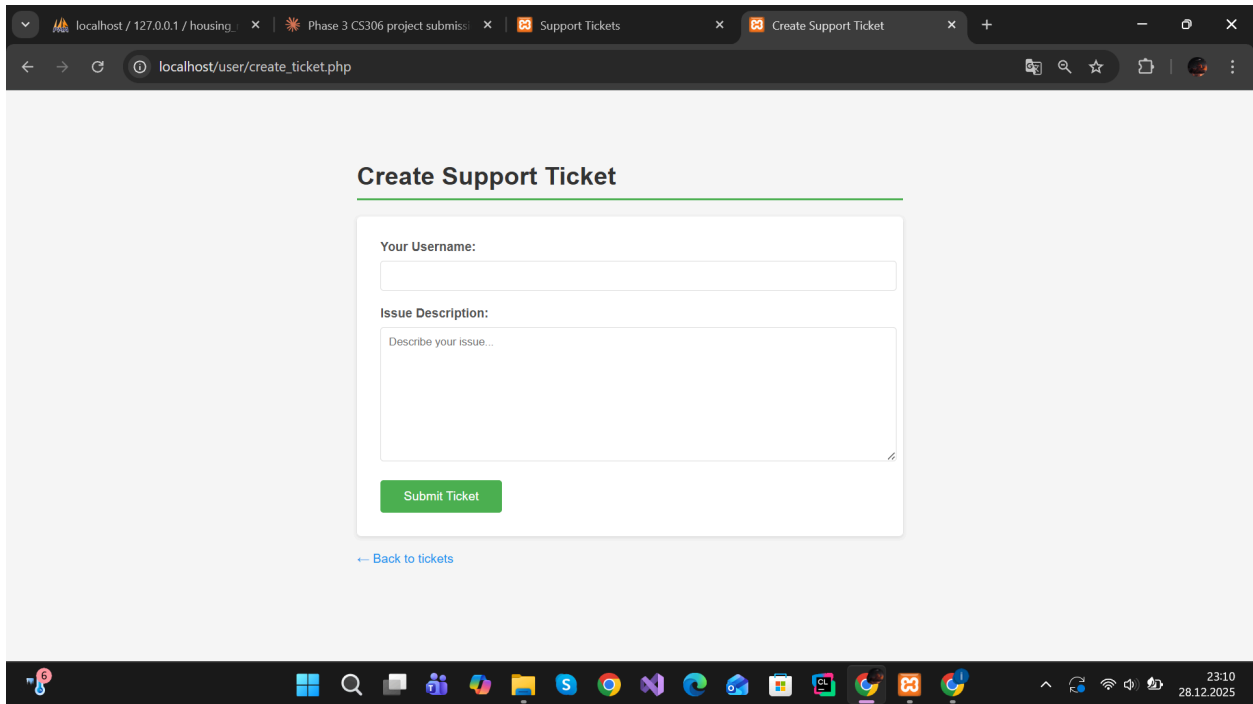 localhost / 127.0.0.1 / housing_
Phase 3 CS306 project submiss
Support Tickets
Create Support Ticket
localhost/user/create_ticket.php
Create Support Ticket
Your Username:
Issue Description:
Describe your issue...
Submit Ticket
← Back to tickets
6
23:10
28.12.2025